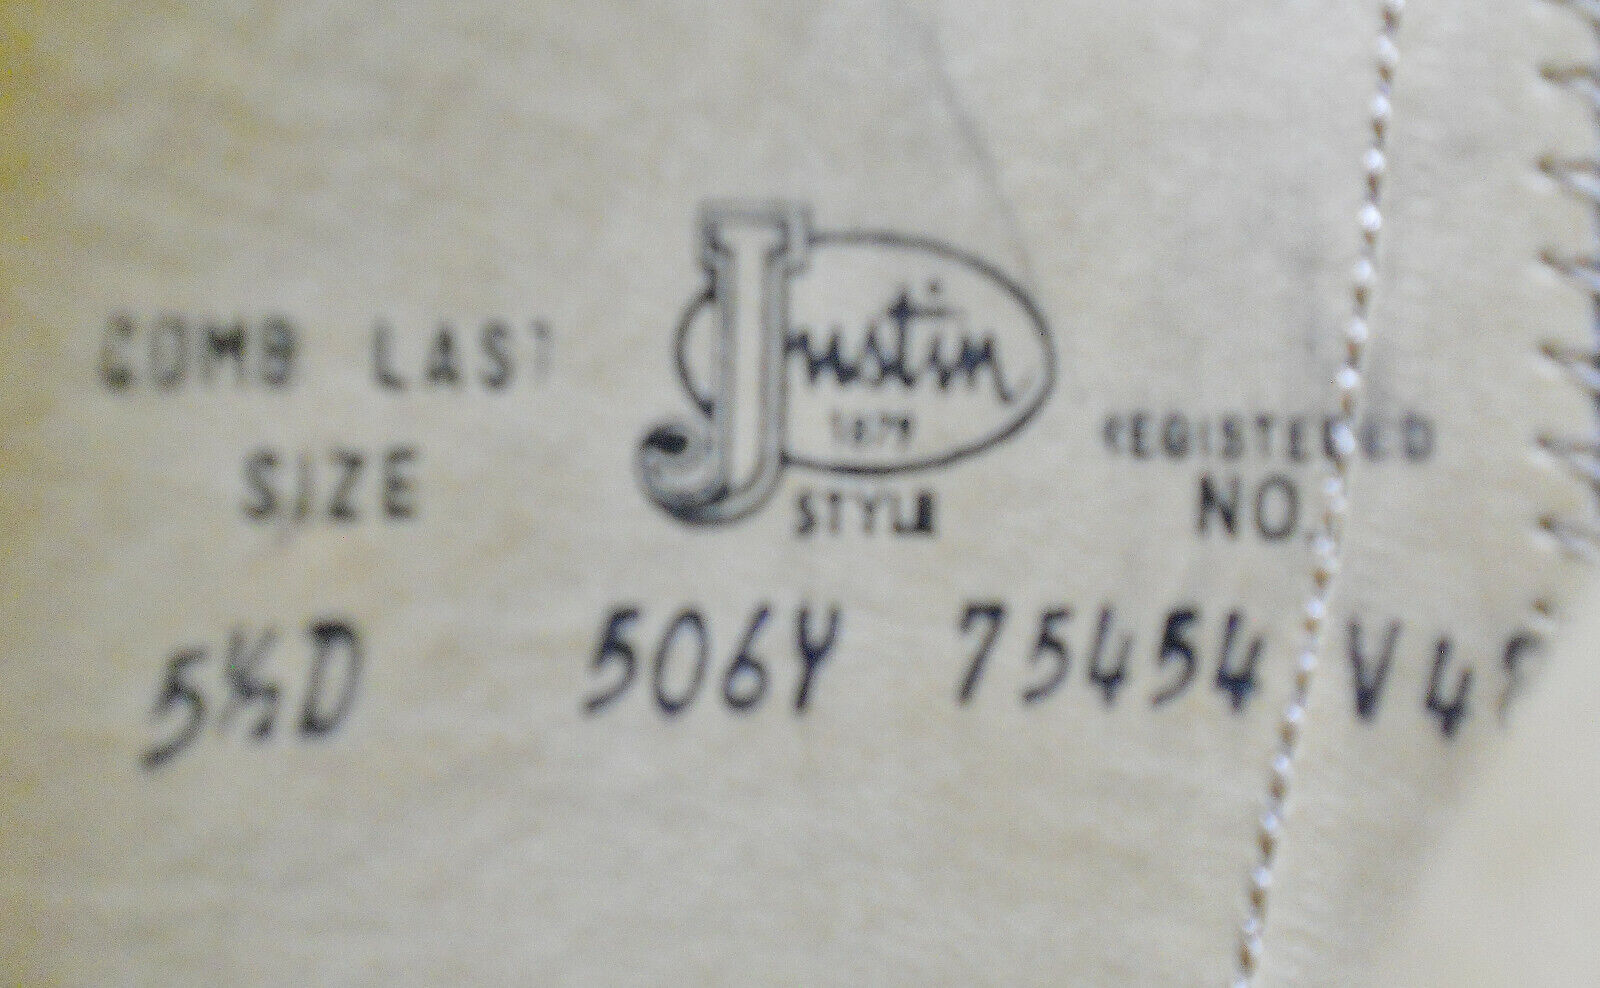 COMB LAST
SIZE
Justin
1879
STYLE
REGISTERED
NO.
5½D 506Y 75454 V